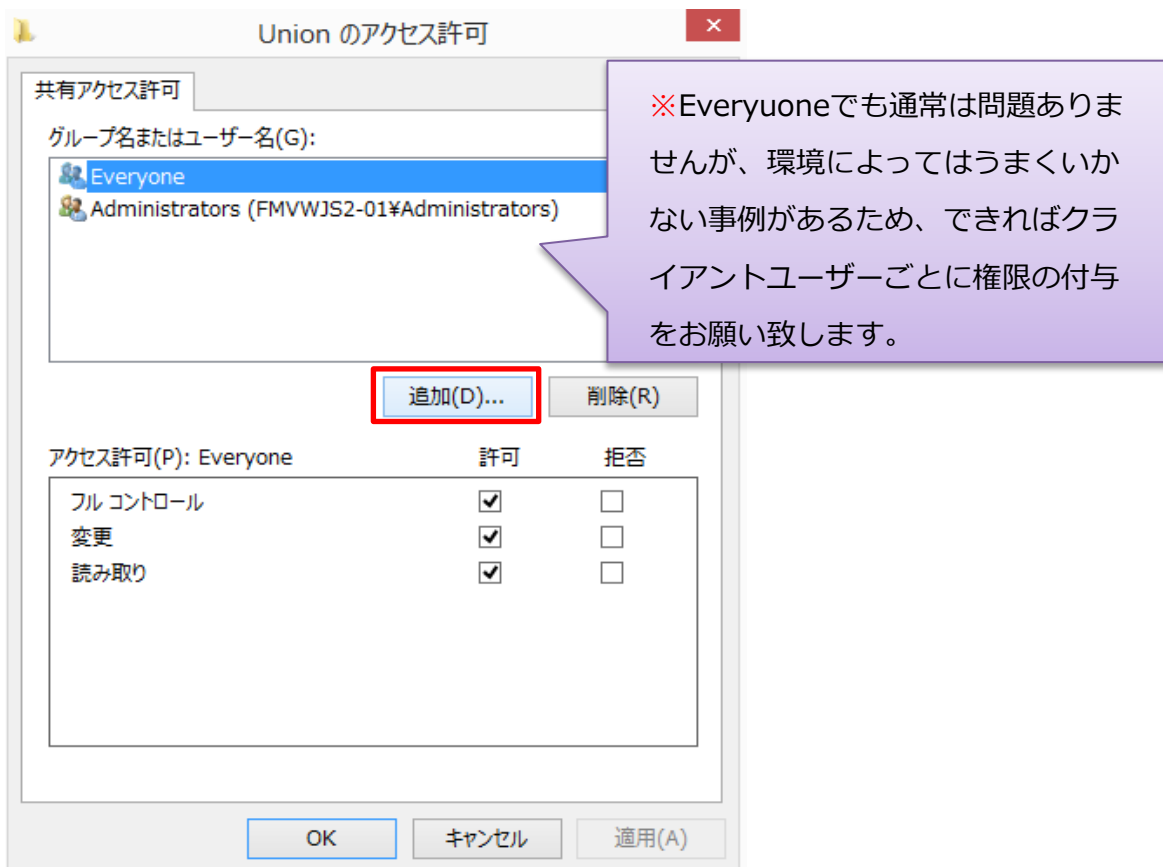 Union のアクセス許可
共有アクセス許可
グループ名またはユーザー名(G):
Everyone
Administrators (FMVWJS2-01¥Administrators)
※Everyuoneでも通常は問題ありま
せんが、環境によってはうまくいか
ない事例があるため、できればクラ
イアントユーザーごとに権限の付与
をお願い致します。
追加(D)... 削除(R)
アクセス許可(P): Everyone 許可 拒否
フル コントロール
変更
読み取り
OK キャンセル 適用(A)